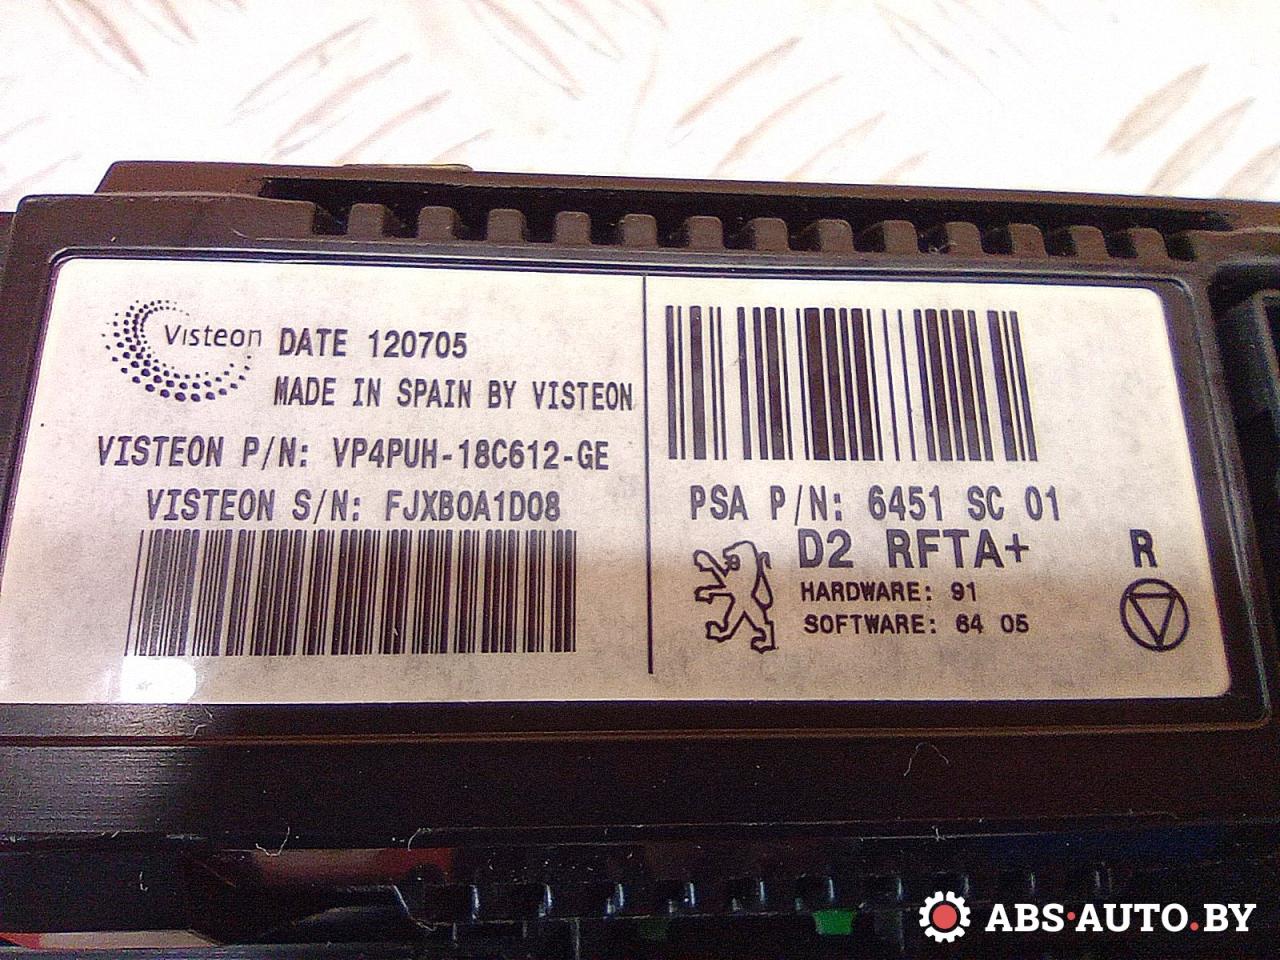 Visteon DATE 120705
MADE IN SPAIN BY VISTEON
VISTEON P/N: VP4PUH-18C612-GE
VISTEON S/N: FJXB0A1D08
PSA P/N: 6451 SC 01
D2 RFTA+ R
HARDWARE: 91
SOFTWARE: 64 05
ABS·AUTO.BY